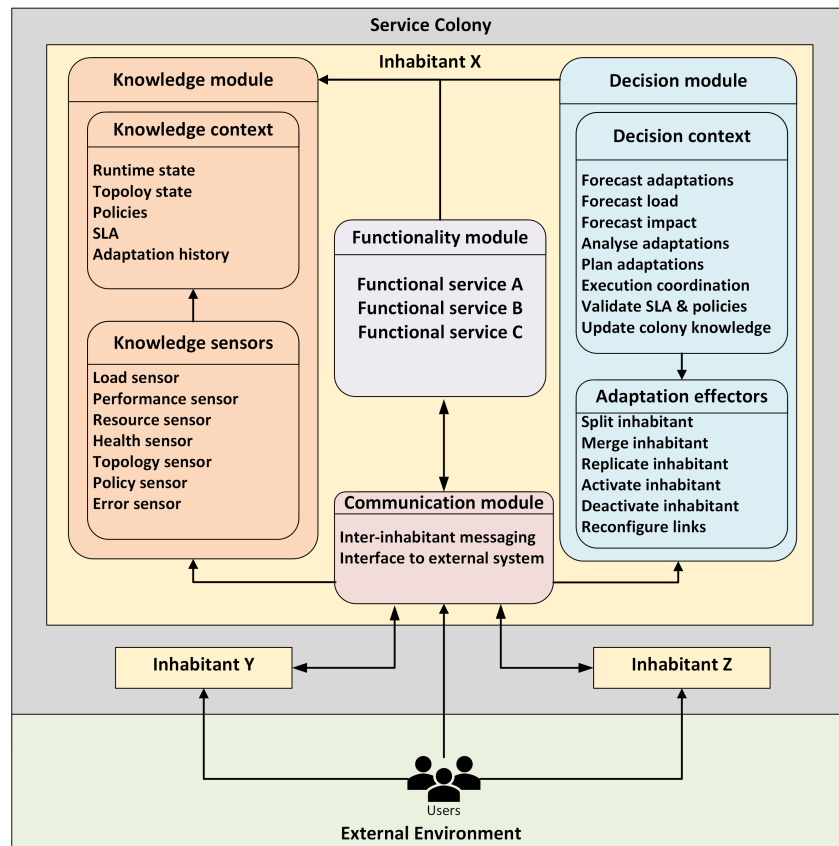 Service Colony
Inhabitant X
Knowledge module
Knowledge context
Runtime state
Topoloy state
Policies
SLA
Adaptation history
Knowledge sensors
Load sensor
Performance sensor
Resource sensor
Health sensor
Topology sensor
Policy sensor
Error sensor
Functionality module
Functional service A
Functional service B
Functional service C
Communication module
Inter-inhabitant messaging
Interface to external system
Decision module
Decision context
Forecast adaptations
Forecast load
Forecast impact
Analyse adaptations
Plan adaptations
Execution coordination
Validate SLA & policies
Update colony knowledge
Adaptation effectors
Split inhabitant
Merge inhabitant
Replicate inhabitant
Activate inhabitant
Deactivate inhabitant
Reconfigure links
Inhabitant Y
Inhabitant Z
Users
External Environment